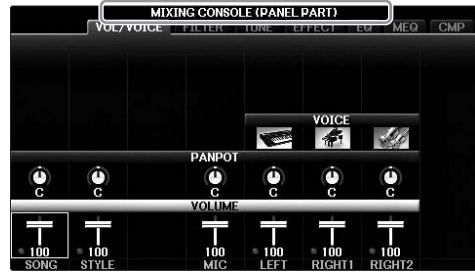 MIXING CONSOLE (PANEL PART)
VOL/VOICE FILTER TUNE EFFECT EQ MEQ CMP
VOICE
PANPOT
C C C C C C
VOLUME
100 100 100 100 100 100
SONG STYLE MIC LEFT RIGHT1 RIGHT2